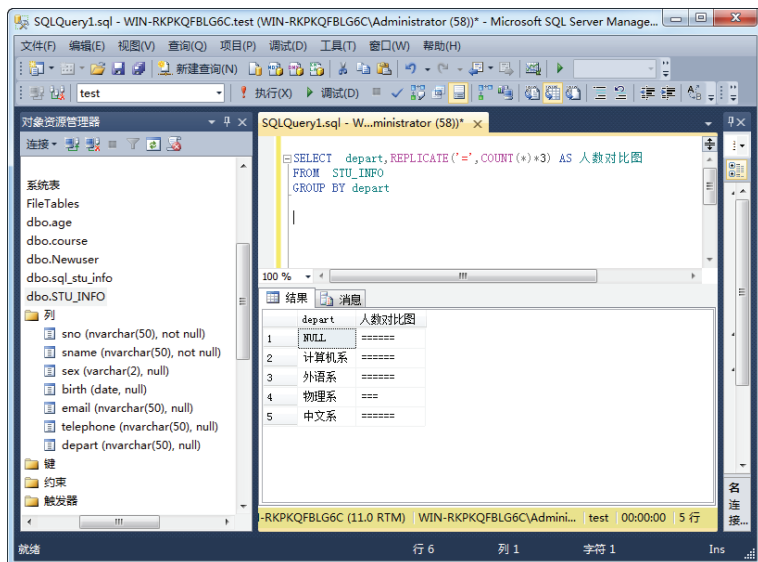 SQLQuery1.sql - WIN-RKPKQFBLG6C.test (WIN-RKPKQFBLG6C\Administrator (58))* - Microsoft SQL Server Manage...
文件(F) 编辑(E) 视图(V) 查询(Q) 项目(P) 调试(D) 工具(T) 窗口(W) 帮助(H)
新建查询(N)
test 执行(X) 调试(D)
对象资源管理器
连接
系统表
FileTables
dbo.age
dbo.course
dbo.Newuser
dbo.sql_stu_info
dbo.STU_INFO
列
sno (nvarchar(50), not null)
sname (nvarchar(50), not null)
sex (varchar(2), null)
birth (date, null)
email (nvarchar(50), null)
telephone (nvarchar(50), null)
depart (nvarchar(50), null)
键
约束
触发器
SQLQuery1.sql - W...ministrator (58))*
SELECT depart,REPLICATE('=',COUNT(*)*3) AS 人数对比图
FROM STU_INFO
GROUP BY depart
100 %
结果 消息
depart 人数对比图
1 NULL ======
2 计算机系 ======
3 外语系 ======
4 物理系 ===
5 中文系 ======
-RKPKQFBLG6C (11.0 RTM) WIN-RKPKQFBLG6C\Admini... test 00:00:00 5 行
名
连
接...
就绪 行 6 列 1 字符 1 Ins